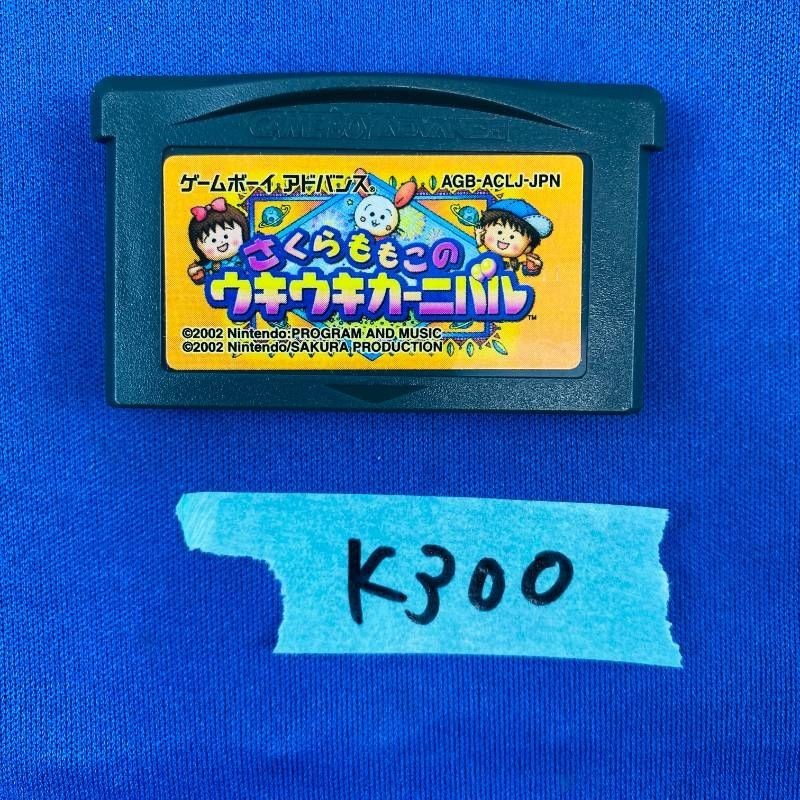 GAME BOY ADVANCE
ゲームボーイ アドバンス® AGB-ACLJ-JPN
さくらももこの
ウキウキカーニバル™
©2002 Nintendo:PROGRAM AND MUSIC
©2002 Nintendo/SAKURA PRODUCTION
K300